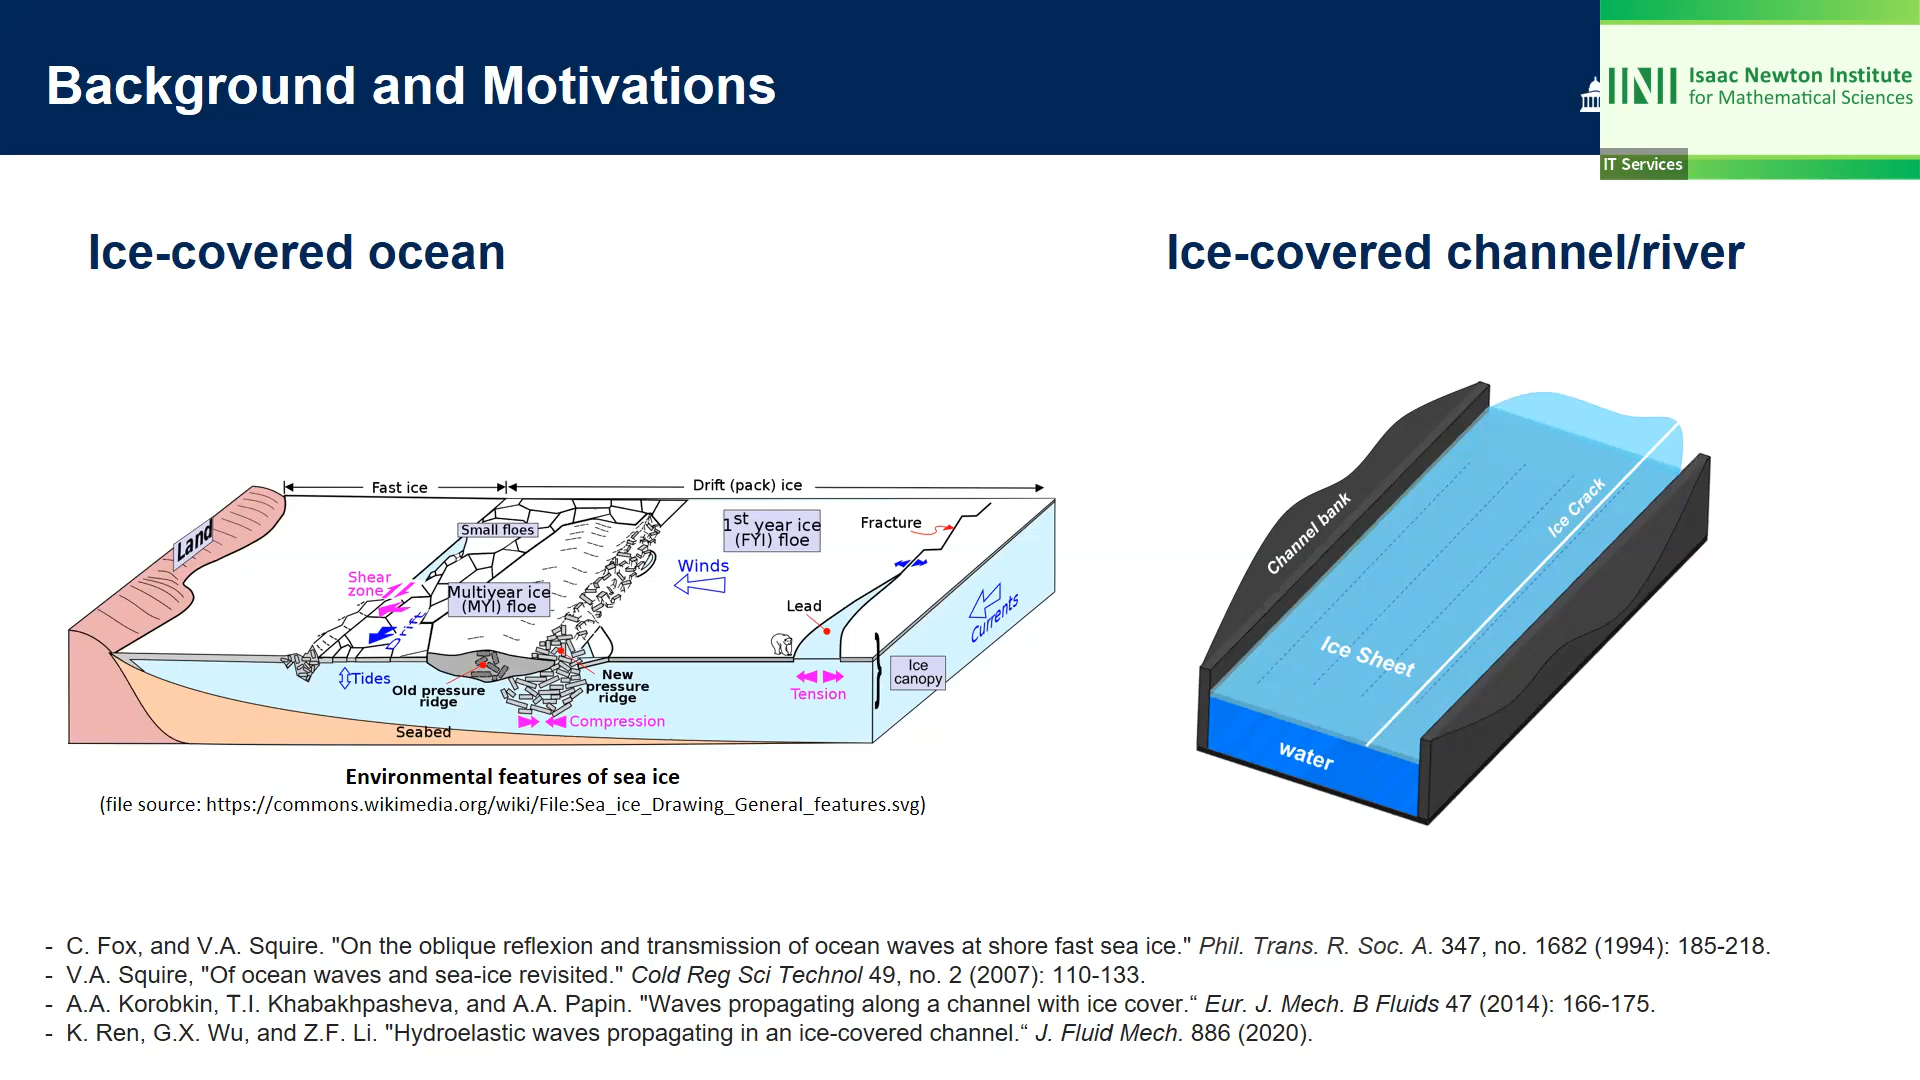 Background and Motivations
Isaac Newton Institute
for Mathematical Sciences
IT Services
Ice-covered ocean
Ice-covered channel/river
Fast ice
Drift (pack) ice
Land
Small floes
1st year ice
(FYI) floe
Fracture
Shear
zone
Multiyear ice
(MYI) floe
Winds
Lead
Currents
Drift
Tides
Old pressure
ridge
New
pressure
ridge
Tension
Ice
canopy
Compression
Seabed
Environmental features of sea ice
(file source: https://commons.wikimedia.org/wiki/File:Sea_ice_Drawing_General_features.svg)
Channel bank
Ice Crack
Ice Sheet
water
- C. Fox, and V.A. Squire. "On the oblique reflexion and transmission of ocean waves at shore fast sea ice." Phil. Trans. R. Soc. A. 347, no. 1682 (1994): 185-218.
- V.A. Squire, "Of ocean waves and sea-ice revisited." Cold Reg Sci Technol 49, no. 2 (2007): 110-133.
- A.A. Korobkin, T.I. Khabakhpasheva, and A.A. Papin. "Waves propagating along a channel with ice cover.“ Eur. J. Mech. B Fluids 47 (2014): 166-175.
- K. Ren, G.X. Wu, and Z.F. Li. "Hydroelastic waves propagating in an ice-covered channel.“ J. Fluid Mech. 886 (2020).